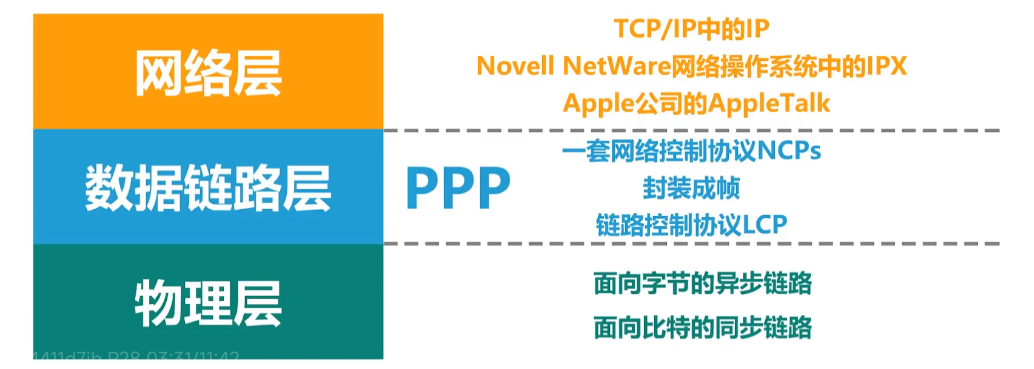 网络层
TCP/IP中的IP
Novell NetWare网络操作系统中的IPX
Apple公司的AppleTalk
数据链路层
PPP
一套网络控制协议NCPs
封装成帧
链路控制协议LCP
物理层
面向字节的异步链路
面向比特的同步链路
P28 03:31/11:42